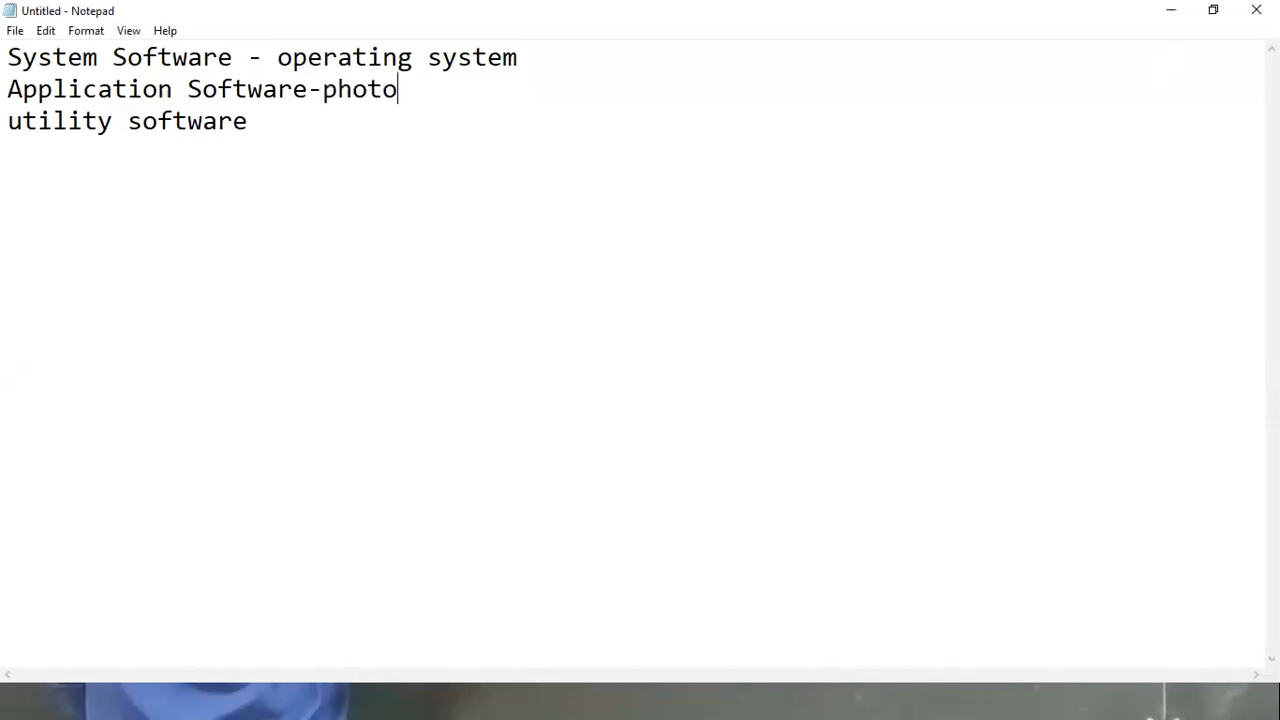 Untitled - Notepad
File Edit Format View Help
System Software - operating system
Application Software-photo
utility software